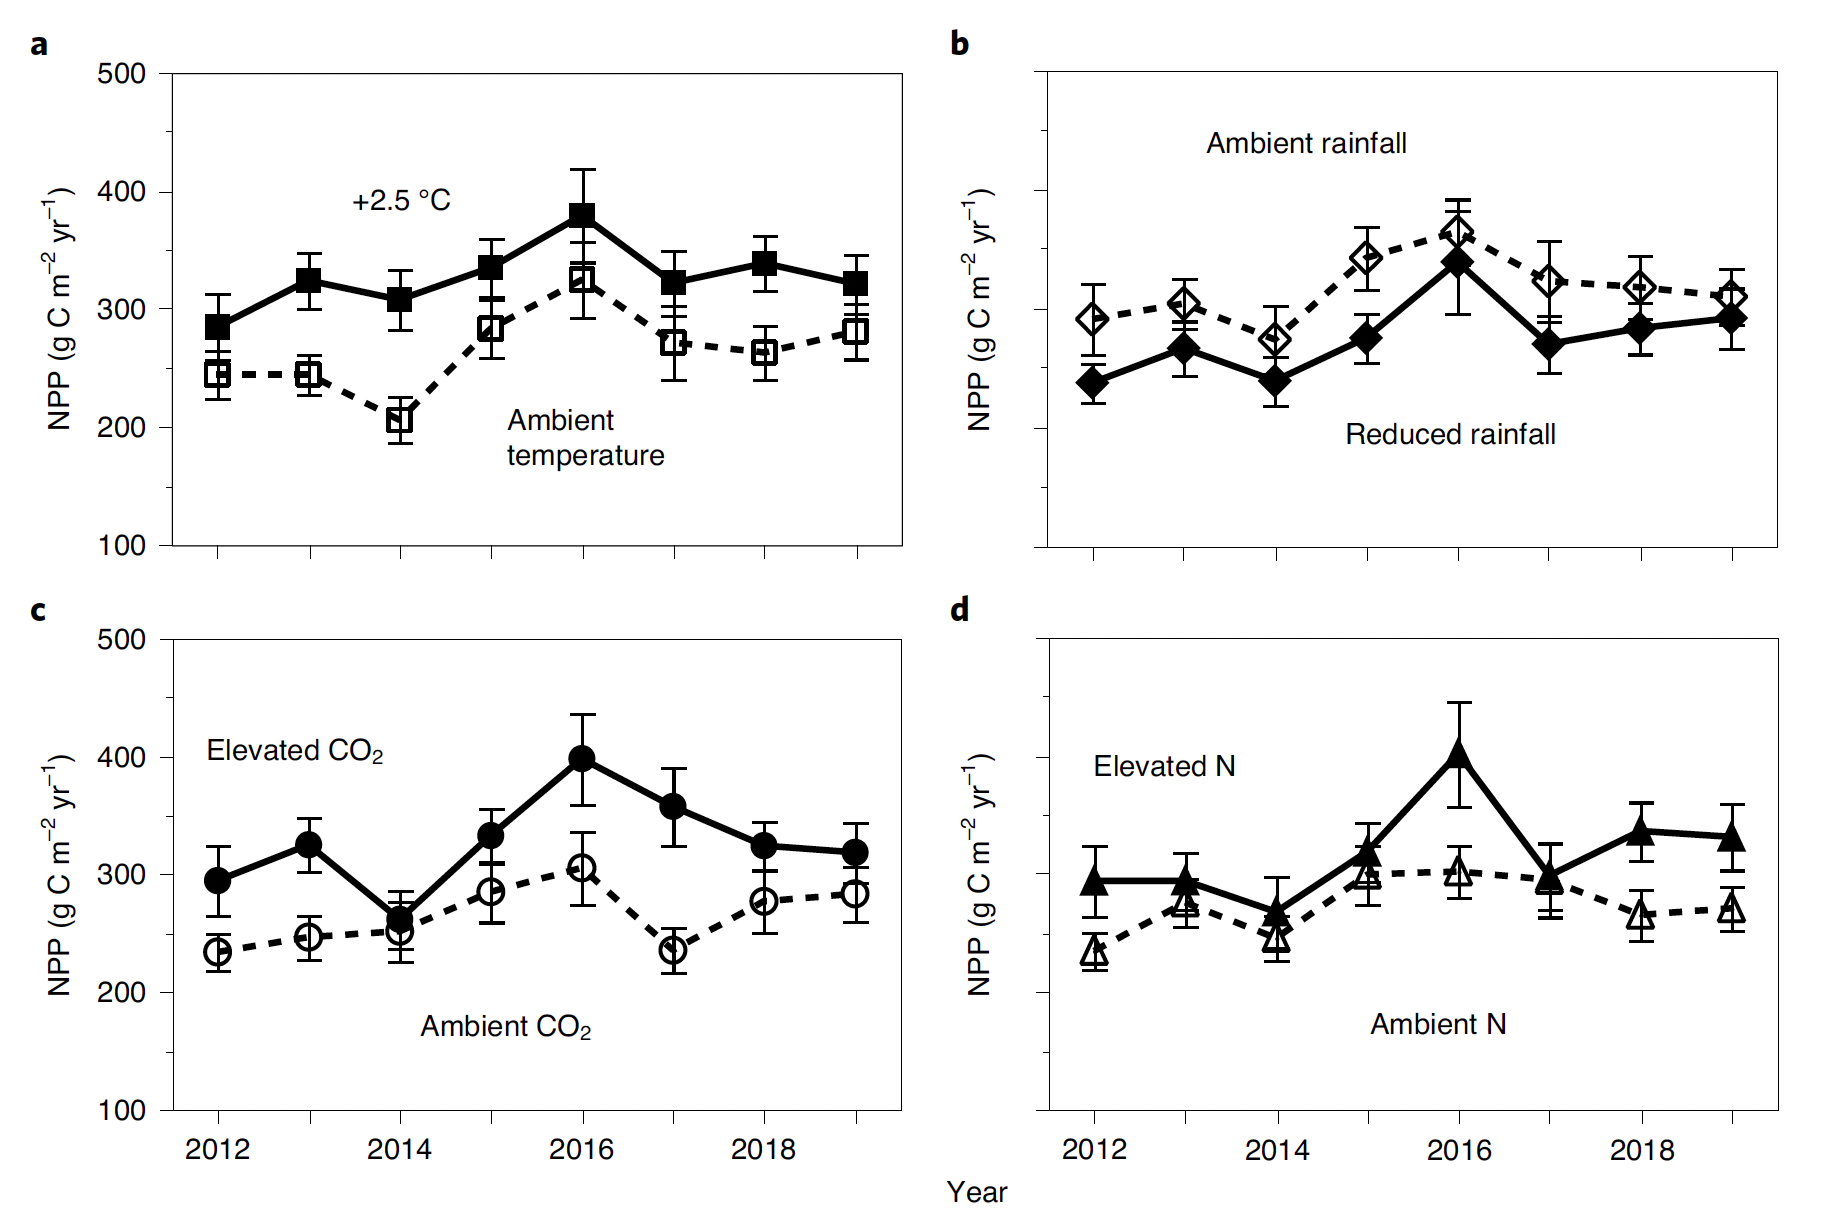 a
500
400
300
200
100
NPP (g C m⁻² yr⁻¹)
+2.5 °C
Ambient
temperature
b
NPP (g C m⁻² yr⁻¹)
Ambient rainfall
Reduced rainfall
c
500
400
300
200
100
NPP (g C m⁻² yr⁻¹)
Elevated CO₂
Ambient CO₂
2012 2014 2016 2018
d
NPP (g C m⁻² yr⁻¹)
Elevated N
Ambient N
2012 2014 2016 2018
Year